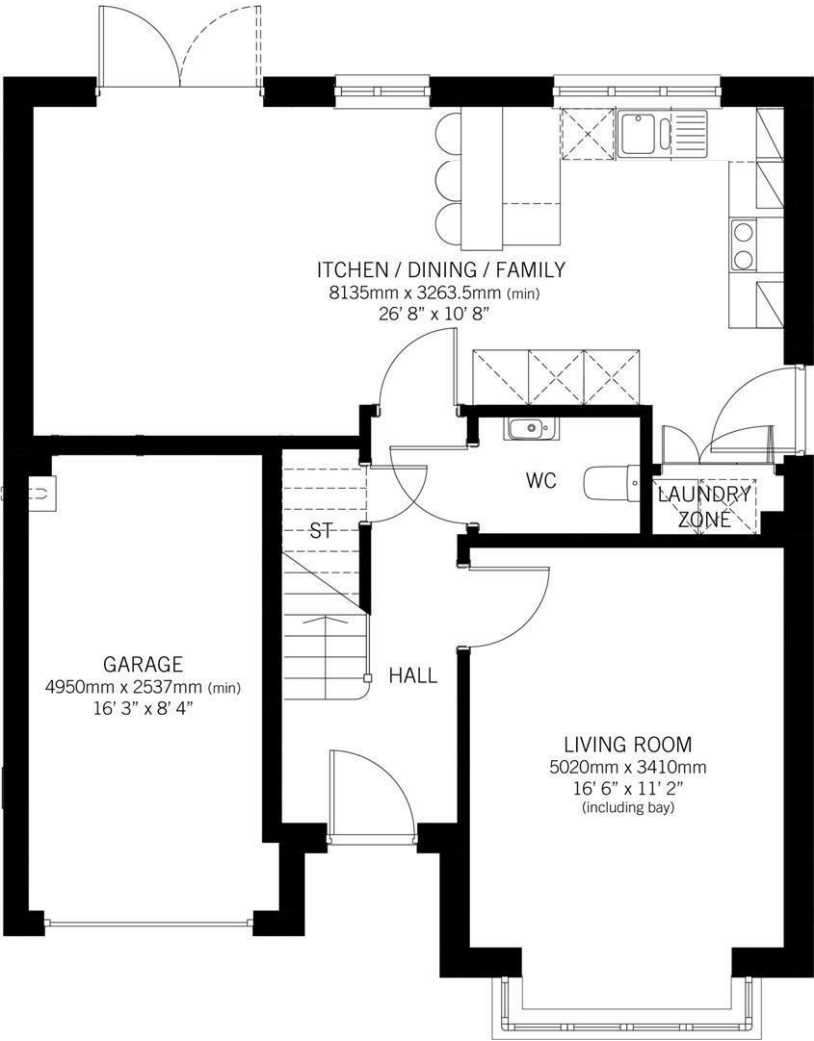 ITCHEN / DINING / FAMILY
8135mm x 3263.5mm (min)
26' 8” x 10' 8”
WC
LAUNDRY
ZONE
ST
GARAGE
4950mm x 2537mm (min)
16' 3” x 8' 4”
HALL
LIVING ROOM
5020mm x 3410mm
16' 6” x 11' 2”
(including bay)